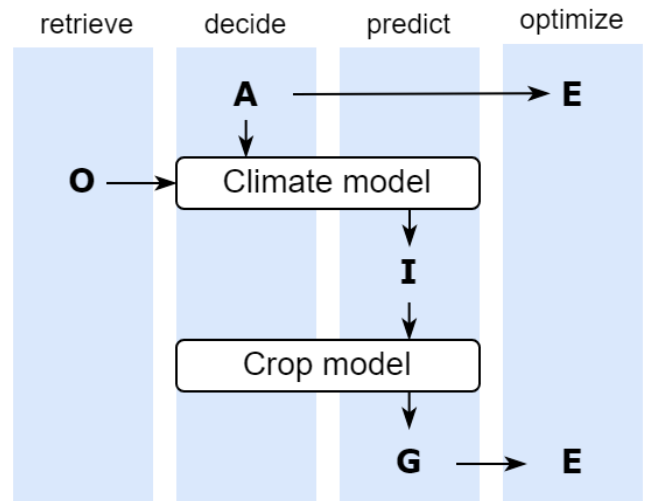 retrieve decide predict optimize
A E
O Climate model
I
Crop model
G E